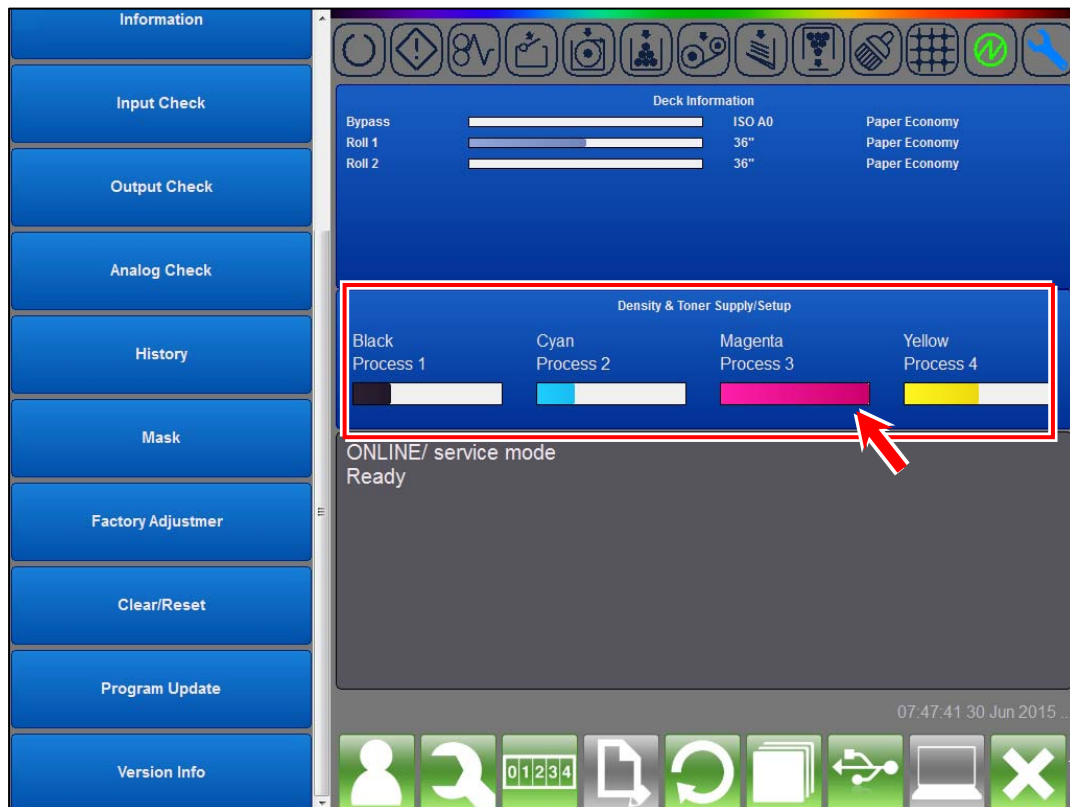 Information
Input Check
Output Check
Analog Check
History
Mask
Factory Adjustmer
Clear/Reset
Program Update
Version Info
Deck Information
Bypass ISO A0 Paper Economy
Roll 1 36" Paper Economy
Roll 2 36" Paper Economy
Density & Toner Supply/Setup
Black Cyan Magenta Yellow
Process 1 Process 2 Process 3 Process 4
ONLINE/ service mode
Ready
07:47:41 30 Jun 2015 ..
01234